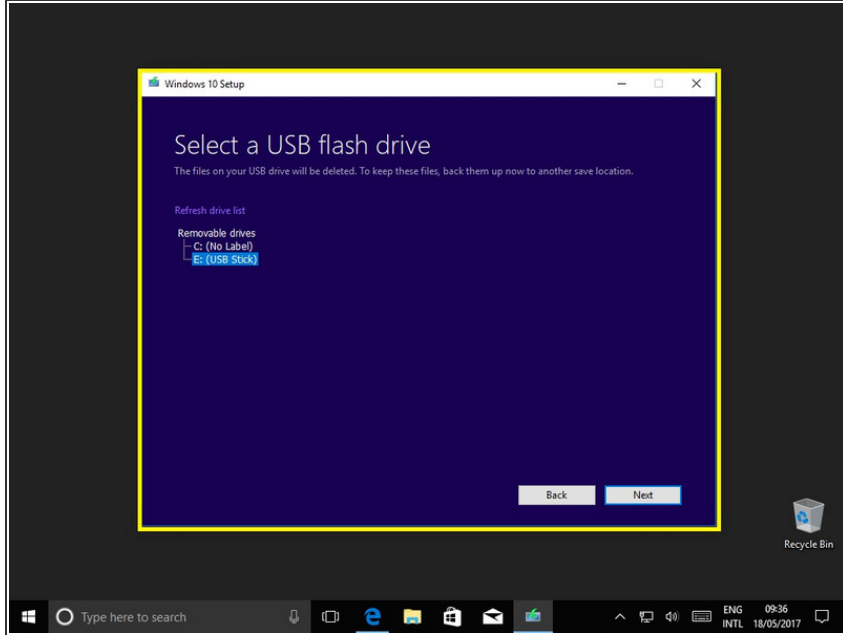 Windows 10 Setup
Select a USB flash drive
The files on your USB drive will be deleted. To keep these files, back them up now to another save location.
Refresh drive list
Removable drives
C: (No Label)
E: (USB Stick)
Back
Next
Recycle Bin
Type here to search
ENG
INTL
09:36
18/05/2017